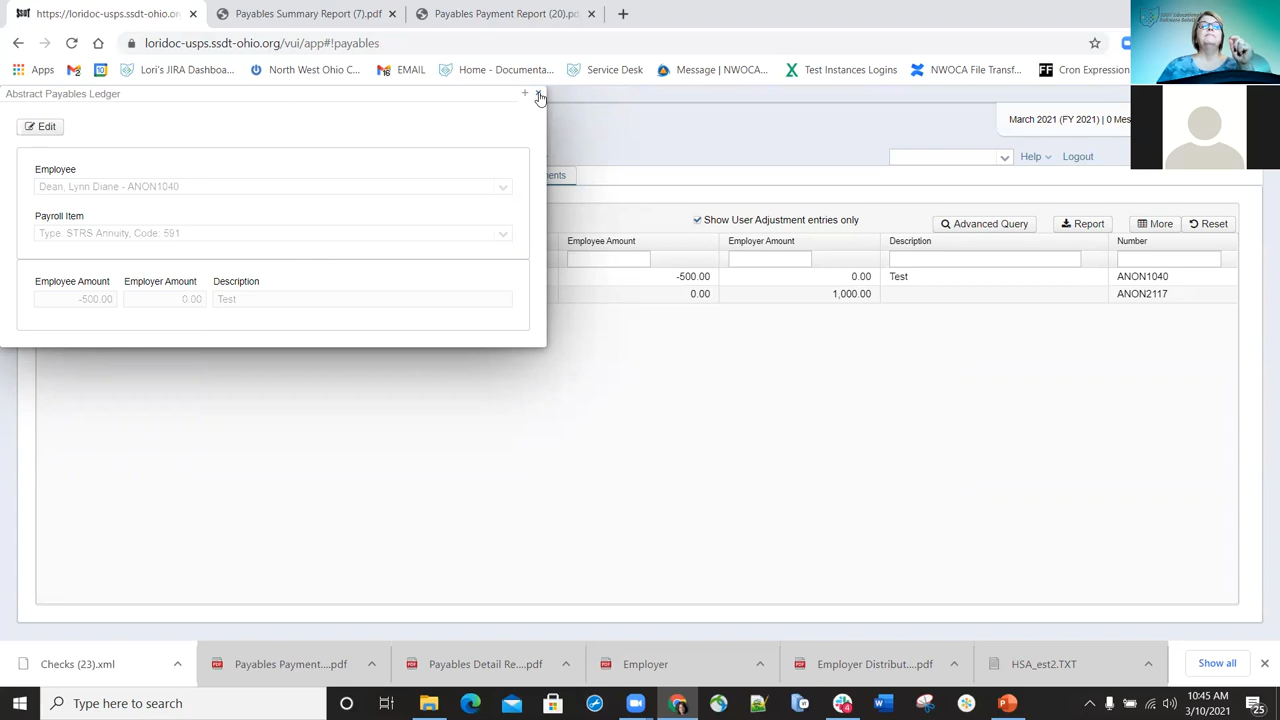 https://loridoc-usps.ssdt-ohio.org/
Payables Summary Report (7).pdf
Payables Payment Report (20).pdf
loridoc-usps.ssdt-ohio.org/vui/app#!payables
Apps
Lori's JIRA Dashboa...
North West Ohio C...
EMAIL
Home - Documenta...
Service Desk
Message | NWOCA...
Test Instances Logins
NWOCA File Transf...
Cron Expression
Abstract Payables Ledger
March 2021 (FY 2021) | 0 Mes
Edit
Help
Logout
Employee
Dean, Lynn Diane - ANON1040
ments
Payroll Item
Type: STRS Annuity, Code: 591
Show User Adjustment entries only
Advanced Query
Report
More
Reset
Employee Amount
Employer Amount
Description
Number
Employee Amount
Employer Amount
Description
-500.00
0.00
Test
-500.00
0.00
Test
ANON1040
0.00
1,000.00
ANON2117
Checks (23).xml
Payables Payment....pdf
Payables Detail Re....pdf
Employer
Employer Distribut....pdf
HSA_est2.TXT
Show all
Type here to search
10:45 AM
3/10/2021
25